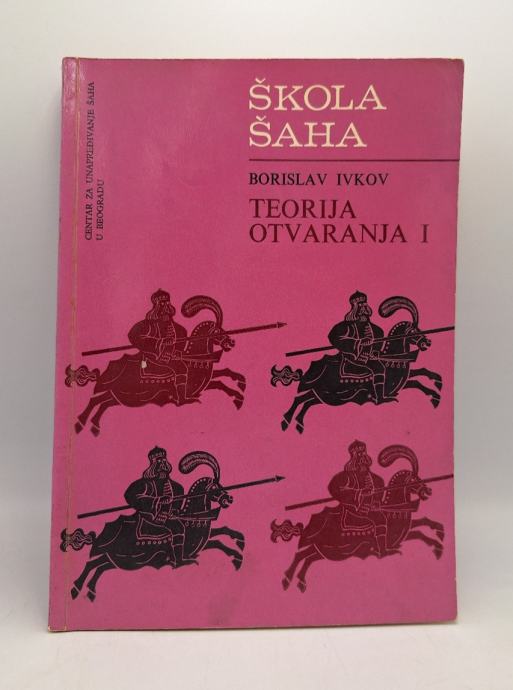 ŠKOLA
ŠAHA
BORISLAV IVKOV
TEORIJA
OTVARANJA I
CENTAR ZA UNAPREĐIVANJE ŠAHA
U BEOGRADU